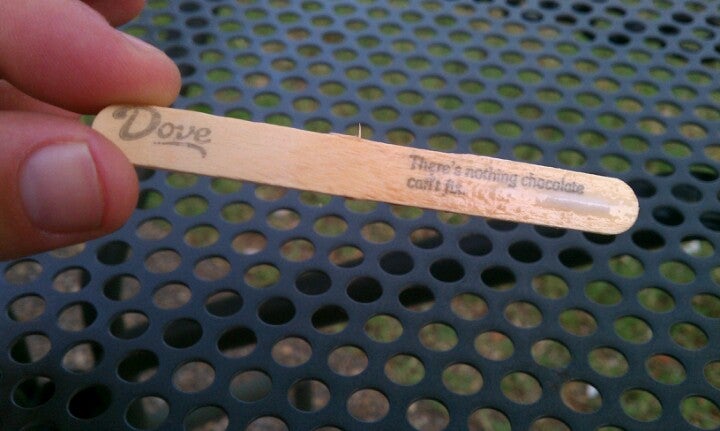 Dove
There's nothing chocolate
can't fix.